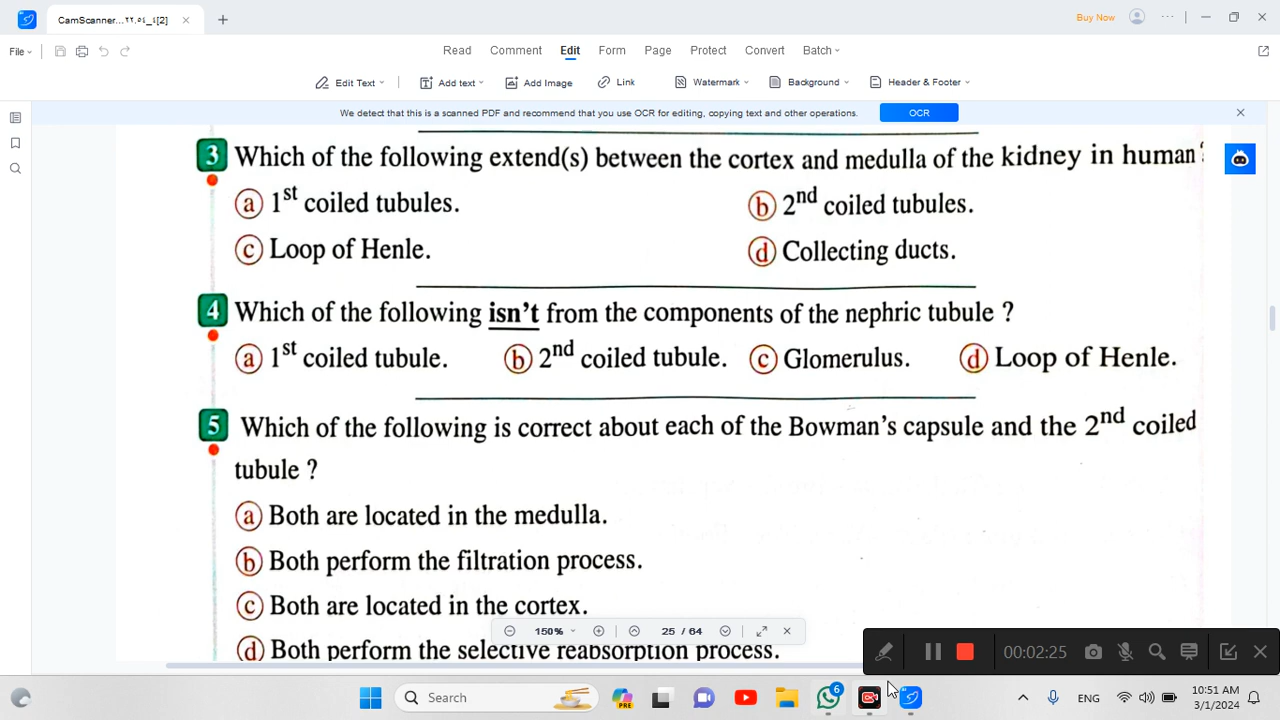 CamScanner...٢٢,٥٤_٤[2]
Buy Now
File
Read Comment Edit Form Page Protect Convert Batch
Edit Text Add text Add Image Link Watermark Background Header & Footer
We detect that this is a scanned PDF and recommend that you use OCR for editing, copying text and other operations. OCR
3 Which of the following extend(s) between the cortex and medulla of the kidney in human?
a 1st coiled tubules. b 2nd coiled tubules.
c Loop of Henle. d Collecting ducts.
4 Which of the following isn't from the components of the nephric tubule ?
a 1st coiled tubule. b 2nd coiled tubule. c Glomerulus. d Loop of Henle.
5 Which of the following is correct about each of the Bowman's capsule and the 2nd coiled
tubule ?
a Both are located in the medulla.
b Both perform the filtration process.
c Both are located in the cortex.
d Both perform the selective reabsorption process.
150% 25 / 64
00:02:25
Search PRE 6 ENG 10:51 AM
3/1/2024